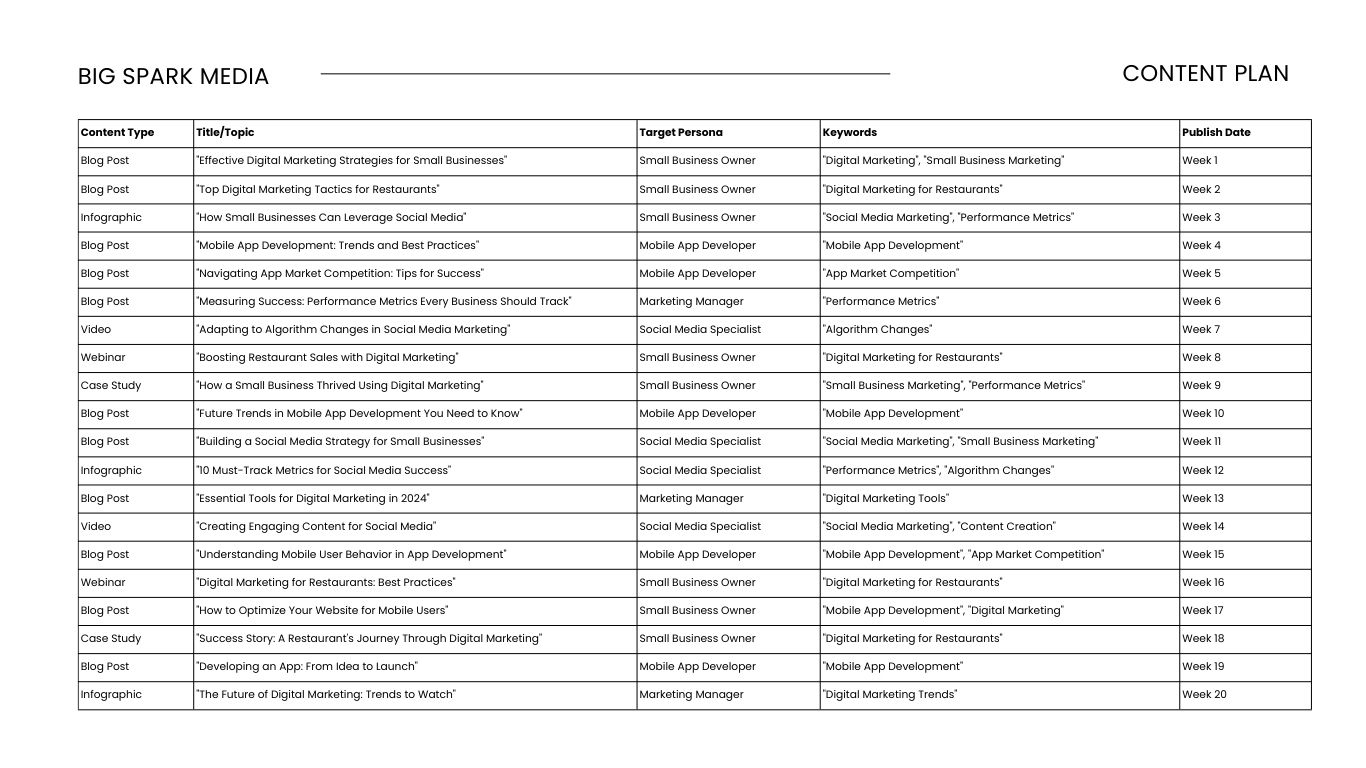 BIG SPARK MEDIA
CONTENT PLAN
Content Type Title/Topic Target Persona Keywords Publish Date
Blog Post "Effective Digital Marketing Strategies for Small Businesses" Small Business Owner "Digital Marketing", "Small Business Marketing" Week 1
Blog Post "Top Digital Marketing Tactics for Restaurants" Small Business Owner "Digital Marketing for Restaurants" Week 2
Infographic "How Small Businesses Can Leverage Social Media" Small Business Owner "Social Media Marketing", "Performance Metrics" Week 3
Blog Post "Mobile App Development: Trends and Best Practices" Mobile App Developer "Mobile App Development" Week 4
Blog Post "Navigating App Market Competition: Tips for Success" Mobile App Developer "App Market Competition" Week 5
Blog Post "Measuring Success: Performance Metrics Every Business Should Track" Marketing Manager "Performance Metrics" Week 6
Video "Adapting to Algorithm Changes in Social Media Marketing" Social Media Specialist "Algorithm Changes" Week 7
Webinar "Boosting Restaurant Sales with Digital Marketing" Small Business Owner "Digital Marketing for Restaurants" Week 8
Case Study "How a Small Business Thrived Using Digital Marketing" Small Business Owner "Small Business Marketing", "Performance Metrics" Week 9
Blog Post "Future Trends in Mobile App Development You Need to Know" Mobile App Developer "Mobile App Development" Week 10
Blog Post "Building a Social Media Strategy for Small Businesses" Social Media Specialist "Social Media Marketing", "Small Business Marketing" Week 11
Infographic "10 Must-Track Metrics for Social Media Success" Social Media Specialist "Performance Metrics", "Algorithm Changes" Week 12
Blog Post "Essential Tools for Digital Marketing in 2024" Marketing Manager "Digital Marketing Tools" Week 13
Video "Creating Engaging Content for Social Media" Social Media Specialist "Social Media Marketing", "Content Creation" Week 14
Blog Post "Understanding Mobile User Behavior in App Development" Mobile App Developer "Mobile App Development", "App Market Competition" Week 15
Webinar "Digital Marketing for Restaurants: Best Practices" Small Business Owner "Digital Marketing for Restaurants" Week 16
Blog Post "How to Optimize Your Website for Mobile Users" Small Business Owner "Mobile App Development", "Digital Marketing" Week 17
Case Study "Success Story: A Restaurant's Journey Through Digital Marketing" Small Business Owner "Digital Marketing for Restaurants" Week 18
Blog Post "Developing an App: From Idea to Launch" Mobile App Developer "Mobile App Development" Week 19
Infographic "The Future of Digital Marketing: Trends to Watch" Marketing Manager "Digital Marketing Trends" Week 20